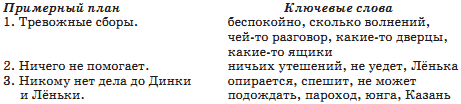 Примерный план Ключевые слова
1. Тревожные сборы. беспокойно, сколько волнений,
чей-то разговор, какие-то дверцы,
какие-то ящики
2. Ничего не помогает. ничьих утешений, не уедет, Лёнька
3. Никому нет дела до Динки опирается, спешит, не может
и Лёньки. подождать, пароход, юнга, Казань